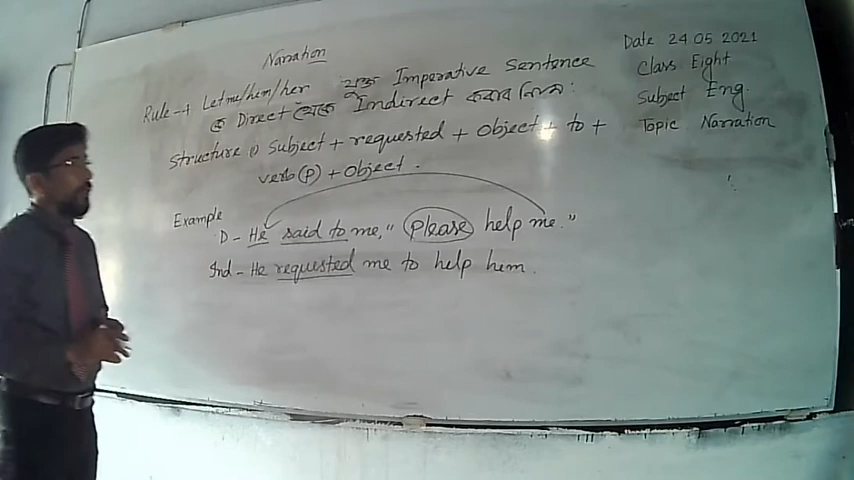 Narration
Rule → Let me/him/her থাকলে Imperative Sentence
কে Direct থেকে Indirect করার নিয়ম:
Structure (i) Subject + requested + Object + to +
verb (P) + Object.
Example
D - He said to me, "Please help me."
Ind - He requested me to help hem.
Date 24 05 2021
Class Eight
Subject Eng.
Topic Narration